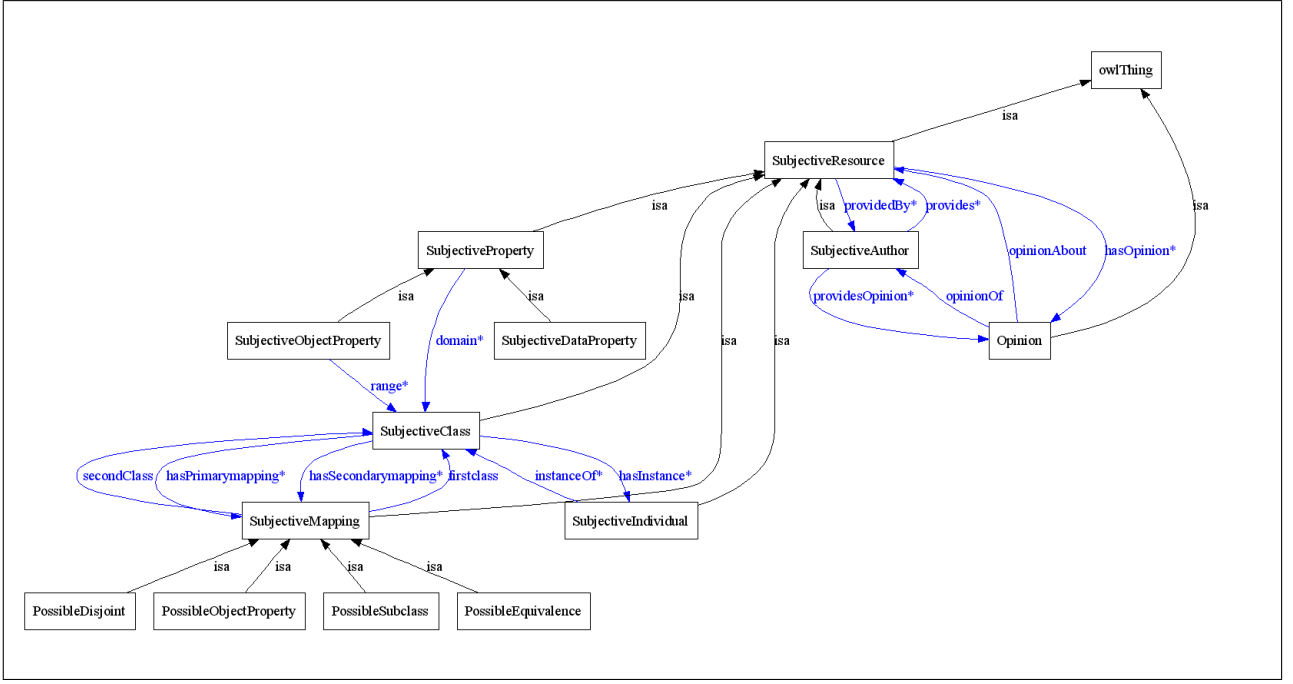 owlThing
isa
SubjectiveResource
isa
isa
providedBy*
provides*
isa
SubjectiveProperty
SubjectiveAuthor
opinionAbout
hasOpinion*
isa
isa
isa
providesOpinion*
opinionOf
SubjectiveObjectProperty
SubjectiveDataProperty
domain*
isa
isa
Opinion
range*
SubjectiveClass
secondClass
hasPrimarymapping*
hasSecondarymapping*
firstclass
instanceOf*
hasInstance*
SubjectiveMapping
SubjectiveIndividual
isa
isa
isa
isa
PossibleDisjoint
PossibleObjectProperty
PossibleSubclass
PossibleEquivalence